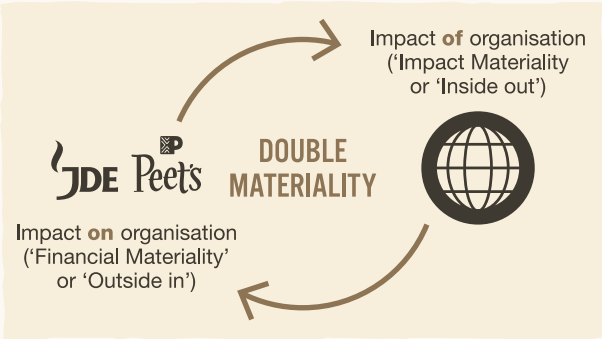 Impact of organisation
('Impact Materiality
or 'Inside out')
JDE Peet's
P
DOUBLE
MATERIALITY
Impact on organisation
('Financial Materiality'
or 'Outside in')